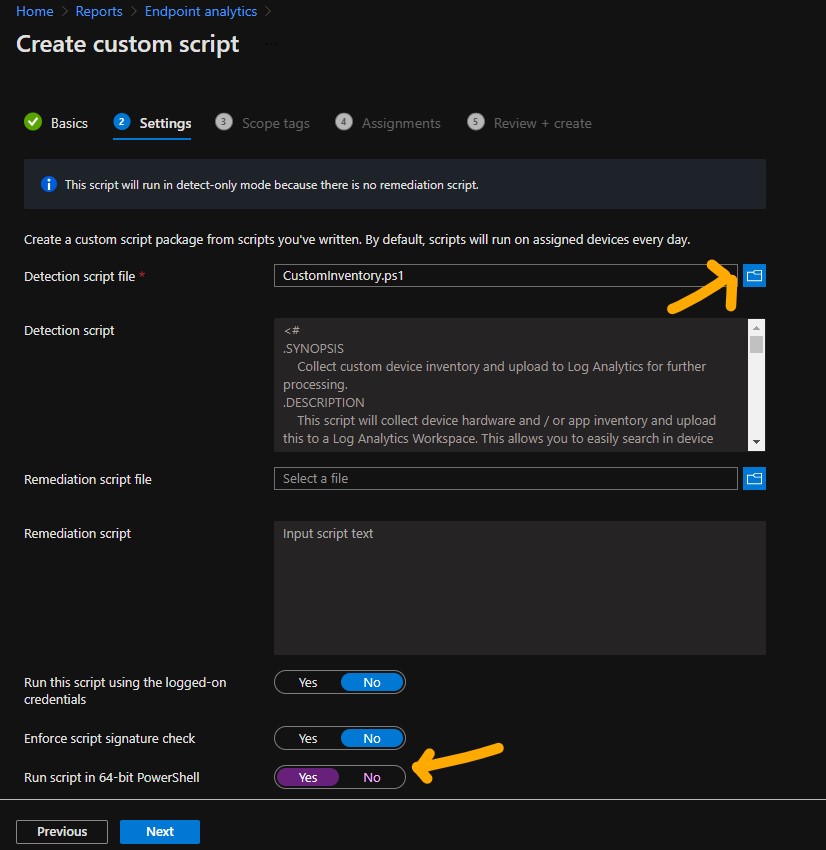 Home > Reports > Endpoint analytics >
Create custom script ...
Basics 2 Settings 3 Scope tags 4 Assignments 5 Review + create
This script will run in detect-only mode because there is no remediation script.
Create a custom script package from scripts you've written. By default, scripts will run on assigned devices every day.
Detection script file * CustomInventory.ps1
Detection script
<#
.SYNOPSIS
Collect custom device inventory and upload to Log Analytics for further
processing.
.DESCRIPTION
This script will collect device hardware and / or app inventory and upload
this to a Log Analytics Workspace. This allows you to easily search in device
Remediation script file Select a file
Remediation script Input script text
Run this script using the logged-on
credentials
Yes No
Enforce script signature check Yes No
Run script in 64-bit PowerShell Yes No
Previous Next